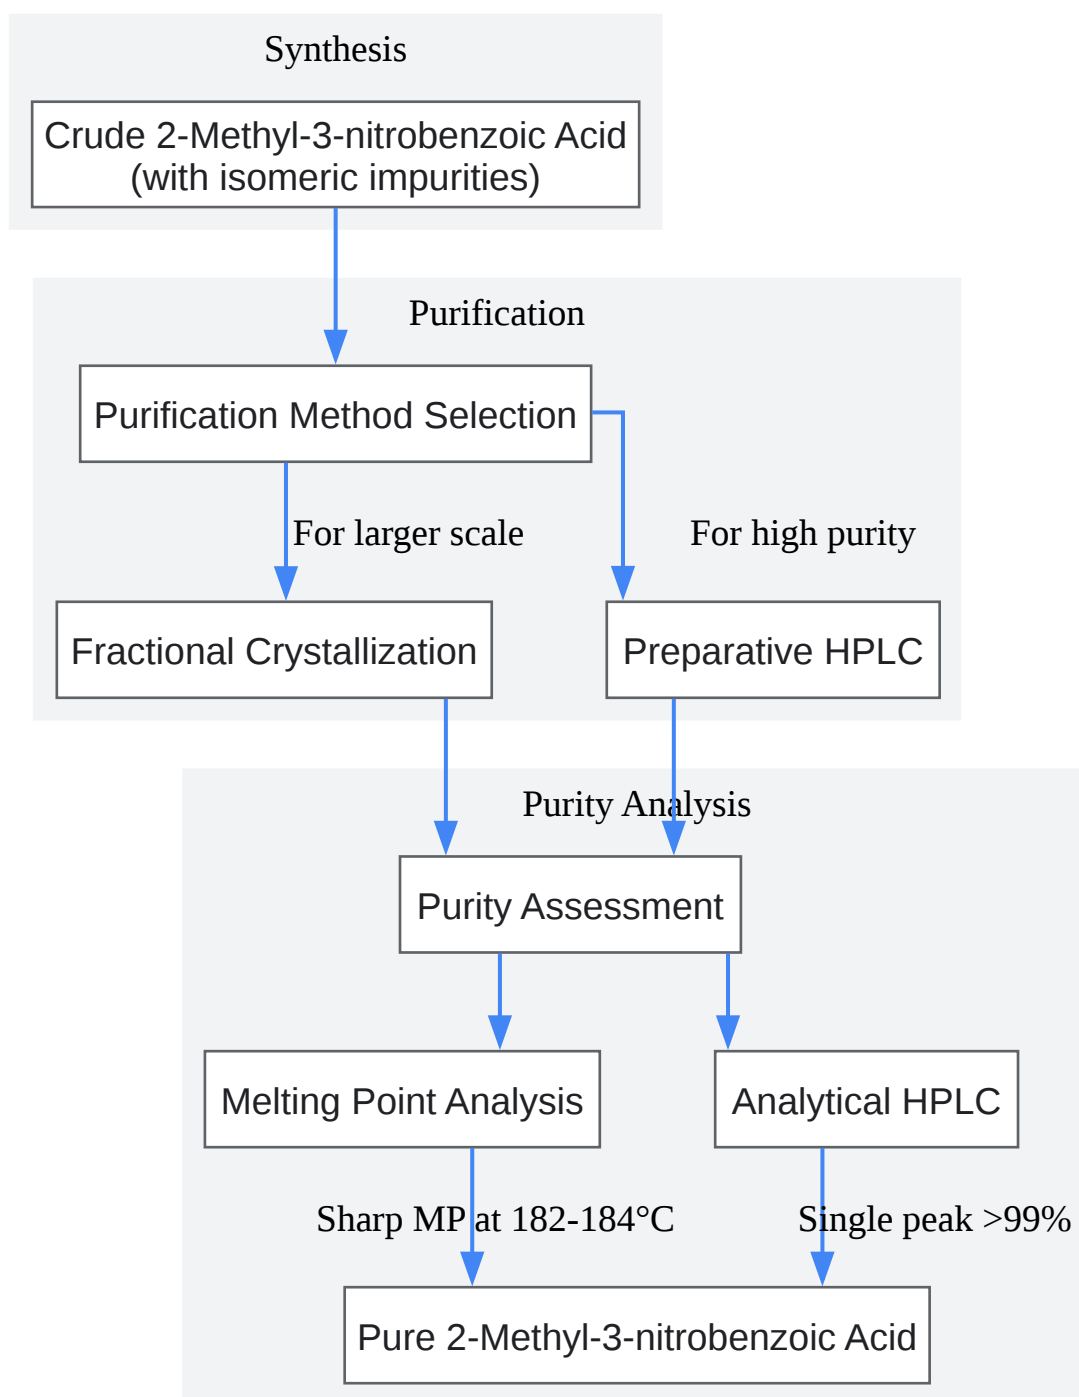 Synthesis
Crude 2-Methyl-3-nitrobenzoic Acid
(with isomeric impurities)
Purification
Purification Method Selection
For larger scale
For high purity
Fractional Crystallization
Preparative HPLC
Purity Analysis
Purity Assessment
Melting Point Analysis
Analytical HPLC
Sharp MP at 182-184°C
Single peak >99%
Pure 2-Methyl-3-nitrobenzoic Acid